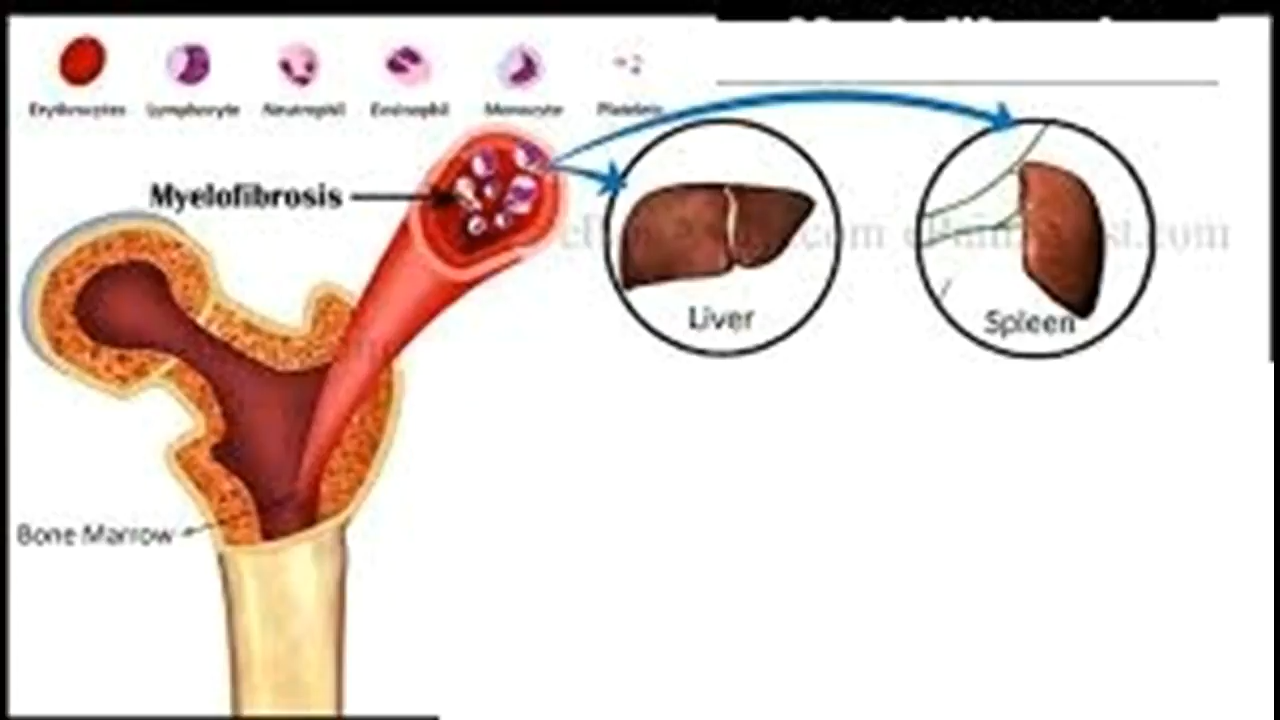 Erythrocytes Lymphocyte Neutrophil Eosinophil Monocyte Platelets
Myelofibrosis
Liver
Spleen
Bone Marrow